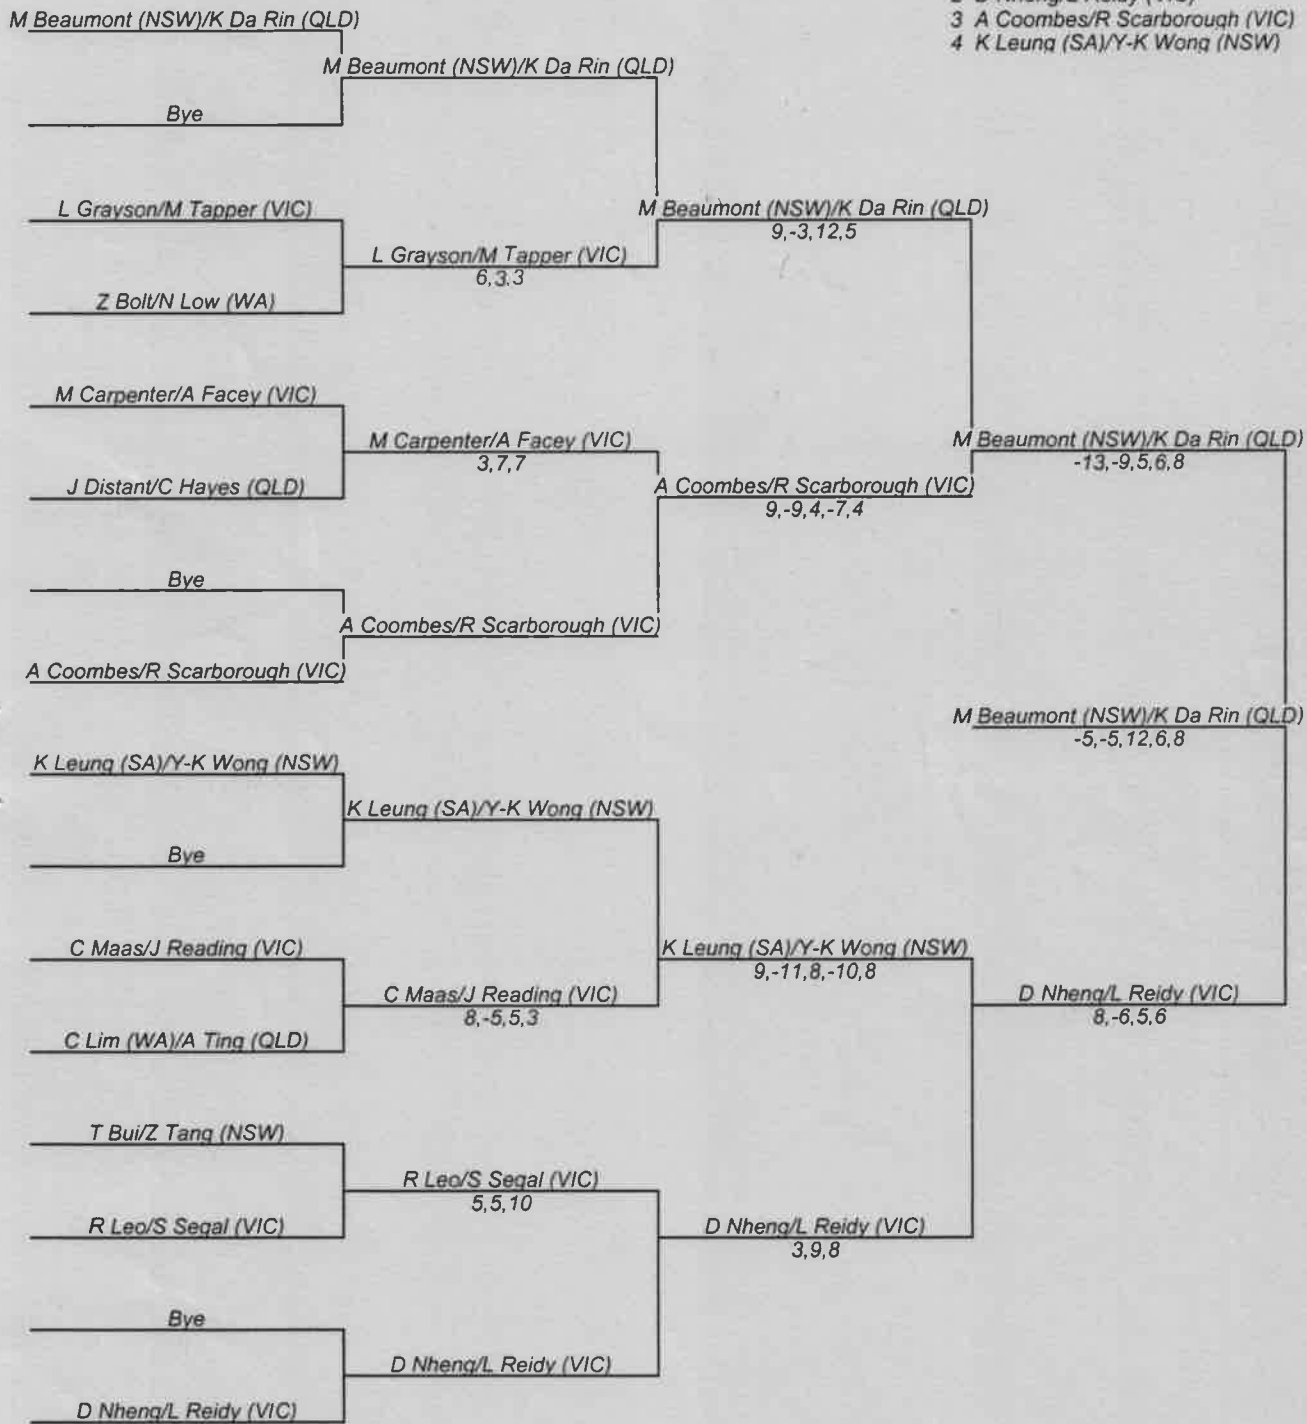 2 D Nheng/L Reidy (VIC)
3 A Coombes/R Scarborough (VIC)
4 K Leung (SA)/Y-K Wong (NSW)
M Beaumont (NSW)/K Da Rin (QLD)
M Beaumont (NSW)/K Da Rin (QLD)
Bye
L Grayson/M Tapper (VIC)
M Beaumont (NSW)/K Da Rin (QLD)
9,-3,12,5
L Grayson/M Tapper (VIC)
6,3,3
Z Bolt/N Low (WA)
M Carpenter/A Facey (VIC)
M Carpenter/A Facey (VIC)
3,7,7
M Beaumont (NSW)/K Da Rin (QLD)
-13,-9,5,6,8
J Distant/C Hayes (QLD)
A Coombes/R Scarborough (VIC)
9,-9,4,-7,4
Bye
A Coombes/R Scarborough (VIC)
A Coombes/R Scarborough (VIC)
M Beaumont (NSW)/K Da Rin (QLD)
-5,-5,12,6,8
K Leung (SA)/Y-K Wong (NSW)
K Leung (SA)/Y-K Wong (NSW)
Bye
C Maas/J Reading (VIC)
K Leung (SA)/Y-K Wong (NSW)
9,-11,8,-10,8
C Maas/J Reading (VIC)
8,-5,5,3
D Nheng/L Reidy (VIC)
8,-6,5,6
C Lim (WA)/A Ting (QLD)
T Bui/Z Tang (NSW)
R Leo/S Segal (VIC)
5,5,10
R Leo/S Segal (VIC)
D Nheng/L Reidy (VIC)
3,9,8
Bye
D Nheng/L Reidy (VIC)
D Nheng/L Reidy (VIC)